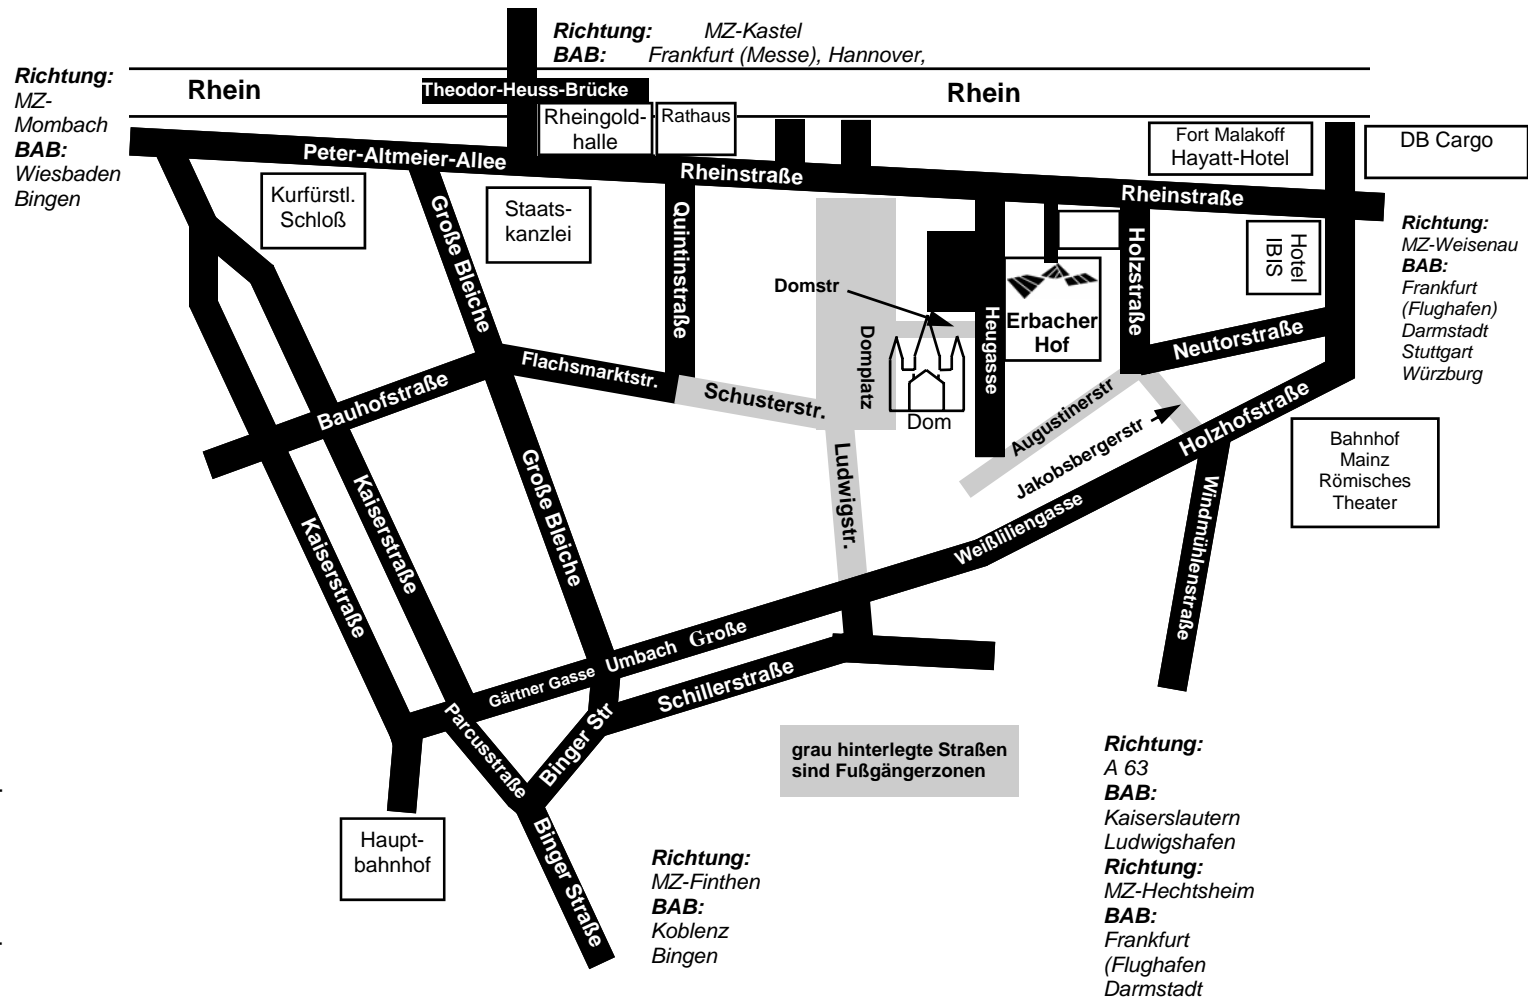 Richtung: MZ-Kastel
BAB: Frankfurt (Messe), Hannover,
Richtung:
MZ-
Mombach
BAB:
Wiesbaden
Bingen
Rhein
Theodor-Heuss-Brücke
Rhein
Rheingold-
halle
Rathaus
Fort Malakoff
Hayatt-Hotel
DB Cargo
Peter-Altmeier-Allee
Rheinstraße
Rheinstraße
Kurfürstl.
Schloß
Große Bleiche
Staats-
kanzlei
Quintinstraße
Domstr
Domplatz
Dom
Heugasse
Erbacher
Hof
Holzstraße
Hotel
IBIS
Neutorstraße
Richtung:
MZ-Weisenau
BAB:
Frankfurt
(Flughafen)
Darmstadt
Stuttgart
Würzburg
Bauhofstraße
Flachsmarktstr.
Schusterstr.
Augustinerstr
Jakobsbergerstr
Holzhofstraße
Bahnhof
Mainz
Römisches
Theater
Kaiserstraße
Kaiserstraße
Große Bleiche
Ludwigstr.
Weißliliengasse
Windmühlenstraße
Gärtner Gasse
Umbach
Große
Schillerstraße
Parcusstraße
Binger Str
Binger Straße
Haupt-
bahnhof
grau hinterlegte Straßen
sind Fußgängerzonen
Richtung:
MZ-Finthen
BAB:
Koblenz
Bingen
Richtung:
A 63
BAB:
Kaiserslautern
Ludwigshafen
Richtung:
MZ-Hechtsheim
BAB:
Frankfurt
(Flughafen
Darmstadt